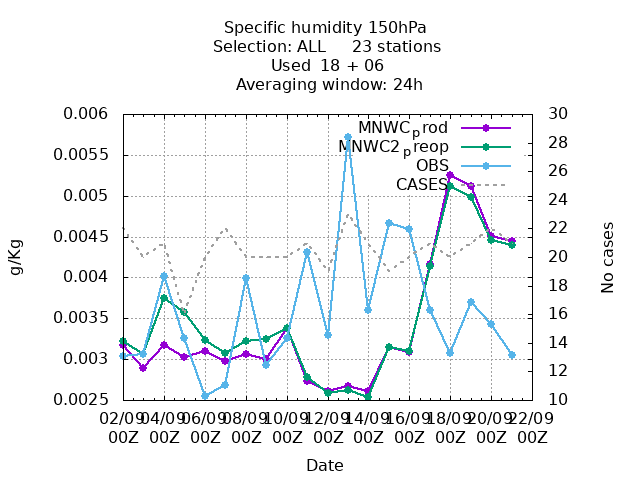 Specific humidity 150hPa
Selection: ALL 23 stations
Used 18 + 06
Averaging window: 24h
0.006
0.0055
0.005
0.0045
0.004
0.0035
0.003
0.0025
g/Kg
MNWCprod
MNWC2preop
OBS
CASES
30
28
26
24
22
20
18
16
14
12
10
No cases
02/09 04/09 06/09 08/09 10/09 12/09 14/09 16/09 18/09 20/09 22/09
00Z 00Z 00Z 00Z 00Z 00Z 00Z 00Z 00Z 00Z 00Z
Date